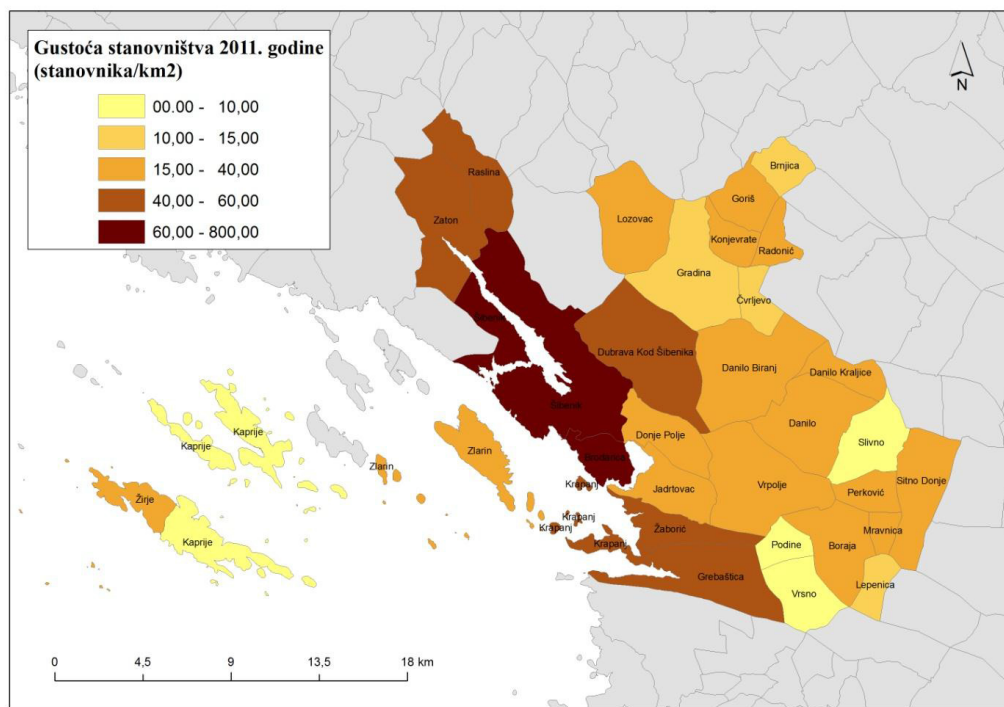 Gustoća stanovništva 2011. godine
(stanovnika/km2)
00.00 - 10,00
10,00 - 15,00
15,00 - 40,00
40,00 - 60,00
60,00 - 800,00
N
Brnjica
Raslina
Goriš
Zaton
Lozovac
Konjevrate
Radonić
Gradina
Čvrljevo
Šibenik
Dubrava Kod Šibenika
Danilo Biranj
Danilo Kraljice
Šibenik
Danilo
Kaprije
Kaprije
Donje Polje
Slivno
Zlarin
Brodarica
Zlarin
Sitno Donje
Krapanj
Jadrtovac
Vrpolje
Perković
Žirje
Krapanj
Krapanj
Žaborić
Mravnica
Kaprije
Krapanj
Podine
Boraja
Grebaštica
Lepenica
Vrsno
0 4,5 9 13,5 18 km